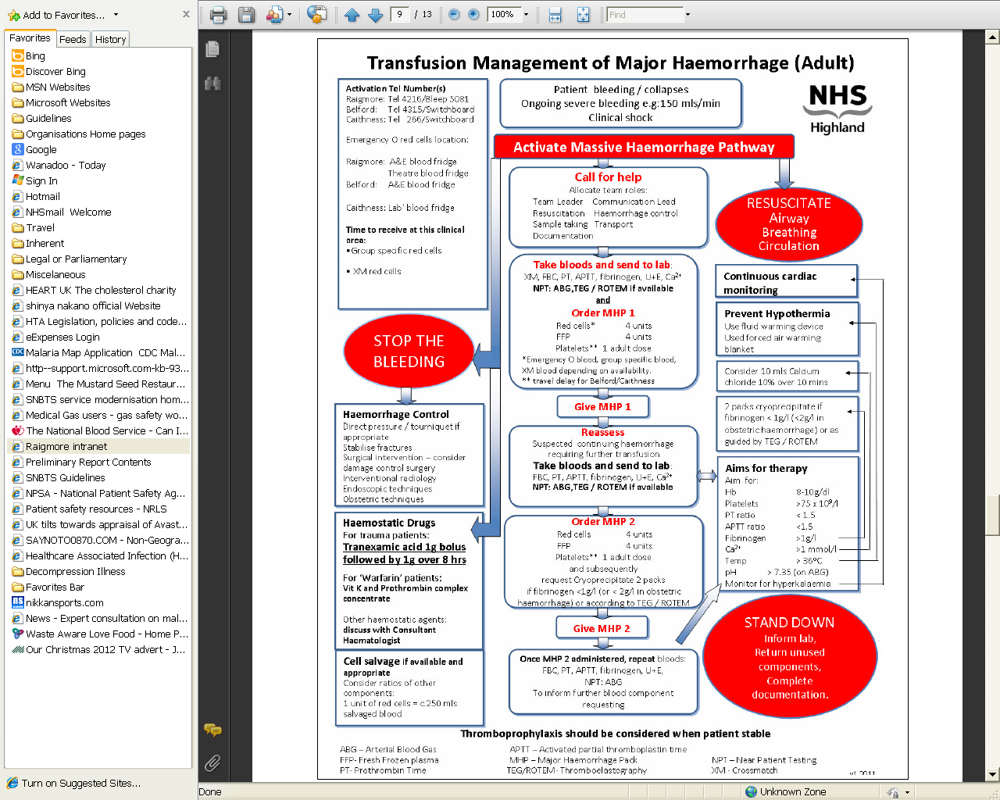 Add to Favorites...
Favorites
Feeds
History
Bing
Discover Bing
MSN Websites
Microsoft Websites
Guidelines
Organisations Home pages
Google
Wanadoo - Today
Sign In
Hotmail
NHSmail  Welcome
Travel
Inherent
Legal or Parliamentary
Miscelaneous
HEART UK The cholesterol charity
shinya nakano official Website
HTA Legislation, policies and code...
eExpenses Login
Malaria Map Application  CDC Mal...
http--support.microsoft.com-kb-93...
Menu  The Mustard Seed Restaur...
SNBTS service modernisation hom...
Medical Gas users - gas safety wo...
The National Blood Service - Can I...
Raigmore intranet
Preliminary Report Contents
SNBTS Guidelines
NPSA - National Patient Safety Ag...
Patient safety resources - NRLS
UK tilts towards appraisal of Avast...
SAYNOTO0870.COM - Non-Geogra...
Healthcare Associated Infection (H...
Decompression Illness
Favorites Bar
nikkansports.com
News - Expert consultation on mal...
Waste Aware Love Food - Home P...
Our Christmas 2012 TV advert - J...
Turn on Suggested Sites...
9 / 13
100%
Find
Transfusion Management of Major Haemorrhage (Adult)
Activation Tel Number(s)
Raigmore: Tel 4216/Bleep 5081
Belford: Tel 4315/Switchboard
Caithness: Tel 266/Switchboard
Emergency O red cells location:
Raigmore: A&E blood fridge
Theatre blood fridge
Belford: A&E blood fridge
Caithness: Lab' blood fridge
Time to receive at this clinical
area:
•Group specific red cells
• XM red cells
Patient bleeding / collapses
Ongoing severe bleeding e.g:150 mls/min
Clinical shock
NHS
Highland
Activate Massive Haemorrhage Pathway
Call for help
Allocate team roles:
Team Leader Communication Lead
Resuscitation Haemorrhage control
Sample taking Transport
Documentation
RESUSCITATE
Airway
Breathing
Circulation
Take bloods and send to lab:
XM, FBC, PT, APTT, fibrinogen, U+E, Ca²⁺
NPT: ABG,TEG / ROTEM if available
and
Order MHP 1
Red cells* 4 units
FFP 4 units
Platelets** 1 adult dose
*Emergency O blood, group specific blood,
XM blood depending on availability.
** travel delay for Belford/Caithness
STOP THE
BLEEDING
Continuous cardiac
monitoring
Prevent Hypothermia
Use fluid warming device
Used forced air warming
blanket
Consider 10 mls Calcium
chloride 10% over 10 mins
2 packs cryoprecipitate if
fibrinogen < 1g/l (<2g/l in
obstetric haemorrhage) or as
guided by TEG / ROTEM
Give MHP 1
Haemorrhage Control
Direct pressure / tourniquet if
appropriate
Stabilise fractures
Surgical intervention – consider
damage control surgery
Interventional radiology
Endoscopic techniques
Obstetric techniques
Reassess
Suspected continuing haemorrhage
requiring further transfusion
Take bloods and send to lab:
FBC, PT, APTT, fibrinogen, U+E, Ca²⁺
NPT: ABG,TEG / ROTEM if available
Aims for therapy
Aim for:
Hb 8-10g/dl
Platelets >75 x 10⁹/l
PT ratio < 1.5
APTT ratio <1.5
Fibrinogen >1g/l
Ca²⁺ >1 mmol/l
Temp > 36°C
pH > 7.35 (on ABG)
Monitor for hyperkalaemia
Haemostatic Drugs
For trauma patients:
Tranexamic acid 1g bolus
followed by 1g over 8 hrs
For 'Warfarin' patients:
Vit K and Prothrombin complex
concentrate
Other haemostatic agents:
discuss with Consultant
Haematologist
Order MHP 2
Red cells 4 units
FFP 4 units
Platelets** 1 adult dose
and subsequently
request Cryoprecipitate 2 packs
if fibrinogen <1g/l (or < 2g/l in obstetric
haemorrhage) or according to TEG / ROTEM
Give MHP 2
STAND DOWN
Inform lab,
Return unused
components,
Complete
documentation.
Cell salvage if available and
appropriate
Consider ratios of other
components:
1 unit of red cells = c.250 mls
salvaged blood
Once MHP 2 administered, repeat bloods:
FBC, PT, APTT, fibrinogen, U+E,
NPT: ABG
To inform further blood component
requesting
Thromboprophylaxis should be considered when patient stable
ABG – Arterial Blood Gas
APTT – Activated partial thromboplastin time
FFP- Fresh Frozen plasma
MHP – Major Haemorrhage Pack
NPT – Near Patient Testing
PT- Prothrombin Time
TEG/ROTEM- Thromboelastography
XM - Crossmatch
v1 2011
Done
Unknown Zone